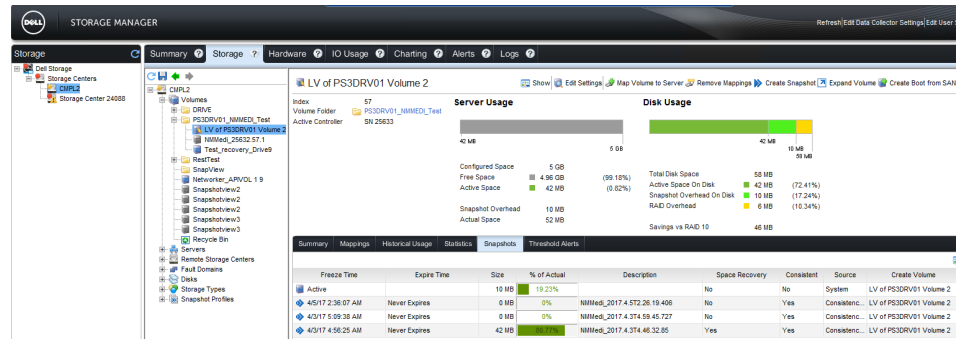 DELL STORAGE MANAGER
Refresh|Edit Data Collector Settings|Edit User
Storage
Summary ? Storage ? Hardware ? IO Usage ? Charting ? Alerts ? Logs ?
Dell Storage
Storage Centers
CMPL2
Storage Center 24088
CMPL2
Volumes
DRIVE
PS3DRV01_NMMEDI_Test
LV of PS3DRV01 Volume 2
NMMedi_25632.57.1
Test_recovery_Drive9
RestTest
SnapView
Networker_APIVOL 1 9
Snapshotview2
Snapshotview2
Snapshotview2
Snapshotview3
Snapshotview3
Recycle Bin
Servers
Remote Storage Centers
Fault Domains
Disks
Storage Types
Snapshot Profiles
LV of PS3DRV01 Volume 2
Show Edit Settings Map Volume to Server Remove Mappings Create Snapshot Expand Volume Create Boot from SAN
Index 57
Volume Folder PS3DRV01_NMMEDI_Test
Active Controller SN 25633
Server Usage
42 MB
5 GB
Configured Space 5 GB
Free Space 4.96 GB (99.18%)
Active Space 42 MB (0.82%)
Snapshot Overhead 10 MB
Actual Space 52 MB
Disk Usage
42 MB
10 MB
58 MB
Total Disk Space 58 MB
Active Space On Disk 42 MB (72.41%)
Snapshot Overhead On Disk 10 MB (17.24%)
RAID Overhead 6 MB (10.34%)
Savings vs RAID 10 46 MB
Summary Mappings Historical Usage Statistics Snapshots Threshold Alerts
Freeze Time Expire Time Size % of Actual Description Space Recovery Consistent Source Create Volume
Active 10 MB 19.23% No No System LV of PS3DRV01 Volume 2
4/5/17 2:36:07 AM Never Expires 0 MB 0% NMMedi_2017.4.5T2.26.19.406 No Yes Consistenc... LV of PS3DRV01 Volume 2
4/3/17 5:09:38 AM Never Expires 0 MB 0% NMMedi_2017.4.3T4.59.45.727 No Yes Consistenc... LV of PS3DRV01 Volume 2
4/3/17 4:56:25 AM Never Expires 42 MB NMMedi_2017.4.3T4.46.32.85 Yes Yes Consistenc... LV of PS3DRV01 Volume 2